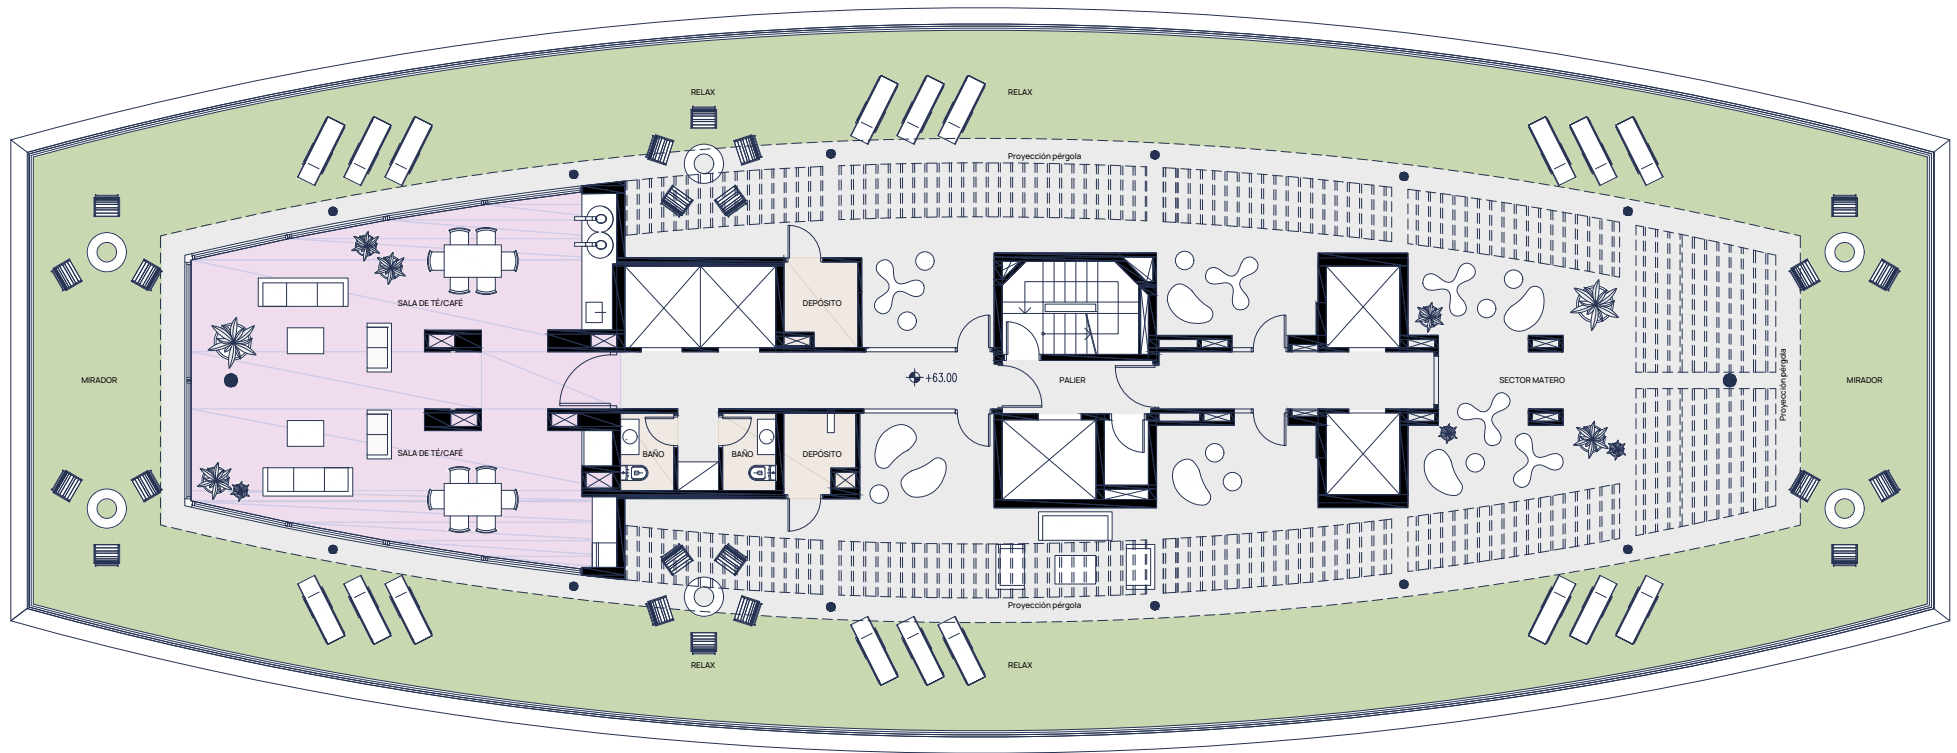 RELAX
RELAX
Proyección pérgola
SALA DE TÉ/CAFÉ
DEPÓSITO
MIRADOR
+63.00
PALIER
SECTOR MATERO
Proyección pérgola
MIRADOR
SALA DE TÉ/CAFÉ
BAÑO
BAÑO
DEPÓSITO
Proyección pérgola
RELAX
RELAX